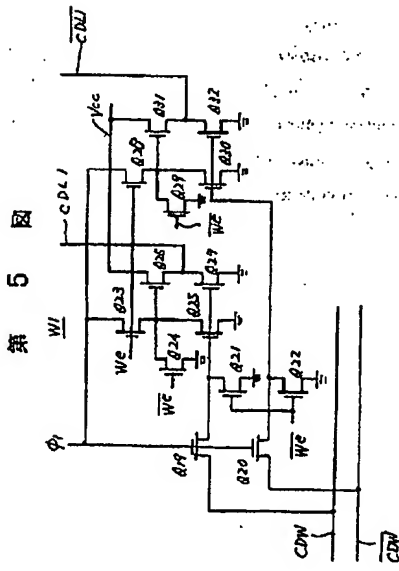 第 5 図
W1
φ1
CDL1
C̅D̅L̅1̅
Vcc
Q23
Q28
We
Q26
Q31
Q24
W̅e̅
Q25
Q27
Q29
W̅e̅
Q30
Q32
Q19
Q21
Q20
Q22
W̅e̅
CDW
C̅D̅W̅